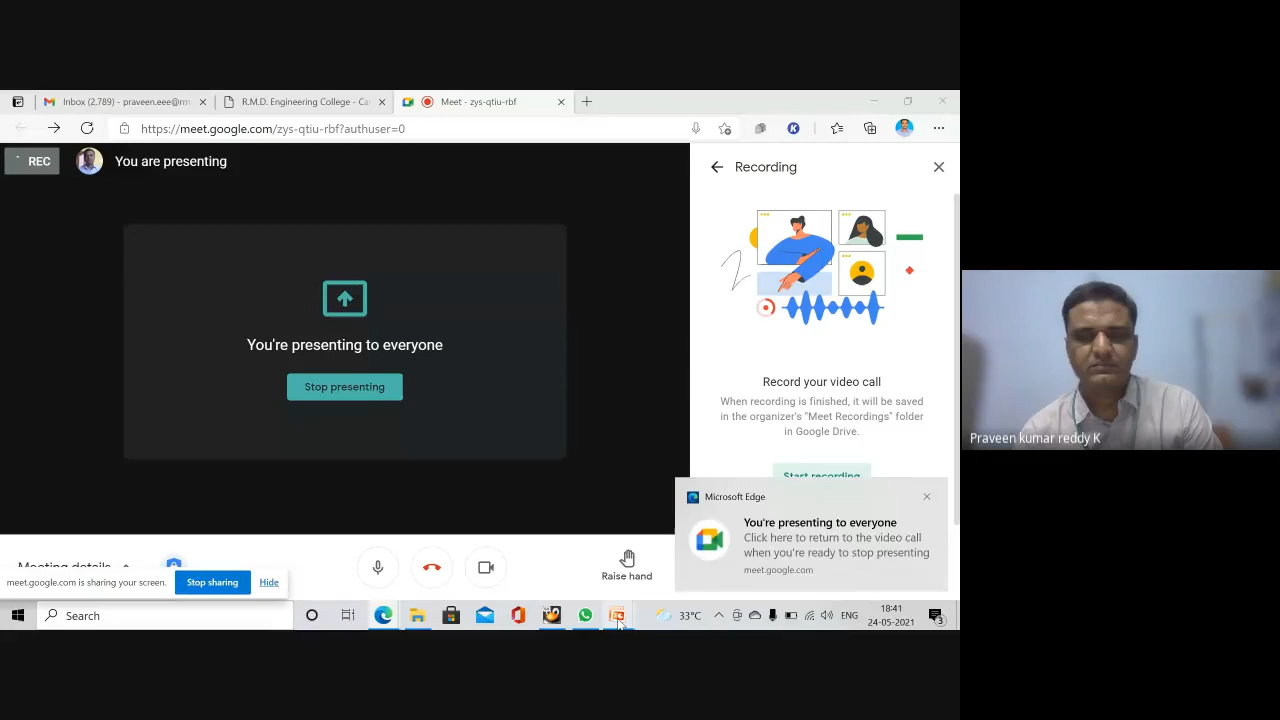 Inbox (2,789) - praveen.eee@rm
R.M.D. Engineering College - Ca
Meet - zys-qtiu-rbf
https://meet.google.com/zys-qtiu-rbf?authuser=0
REC
You are presenting
Recording
You're presenting to everyone
Stop presenting
Record your video call
When recording is finished, it will be saved
in the organizer's "Meet Recordings" folder
in Google Drive.
Start recording
Microsoft Edge
You're presenting to everyone
Click here to return to the video call
when you're ready to stop presenting
meet.google.com
Meeting details
Raise hand
meet.google.com is sharing your screen.
Stop sharing
Hide
Search
33°C
ENG
18:41
24-05-2021
3
Praveen kumar reddy K